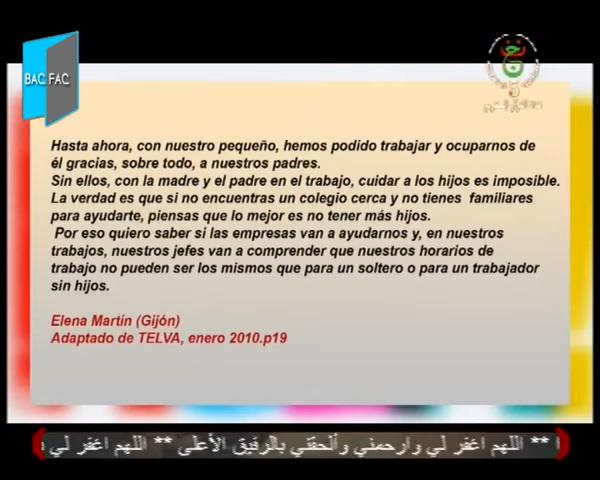 BAC FAC
Hasta ahora, con nuestro pequeño, hemos podido trabajar y ocuparnos de
él gracias, sobre todo, a nuestros padres.
Sin ellos, con la madre y el padre en el trabajo, cuidar a los hijos es imposible.
La verdad es que si no encuentras un colegio cerca y no tienes familiares
para ayudarte, piensas que lo mejor es no tener más hijos.
Por eso quiero saber si las empresas van a ayudarnos y, en nuestros
trabajos, nuestros jefes van a comprender que nuestros horarios de
trabajo no pueden ser los mismos que para un soltero o para un trabajador
sin hijos.
Elena Martín (Gijón)
Adaptado de TELVA, enero 2010.p19
ا ** اللهم اغفر لي وارحمني وألحقني بالرفيق الأعلى ** اللهم اغفر لي